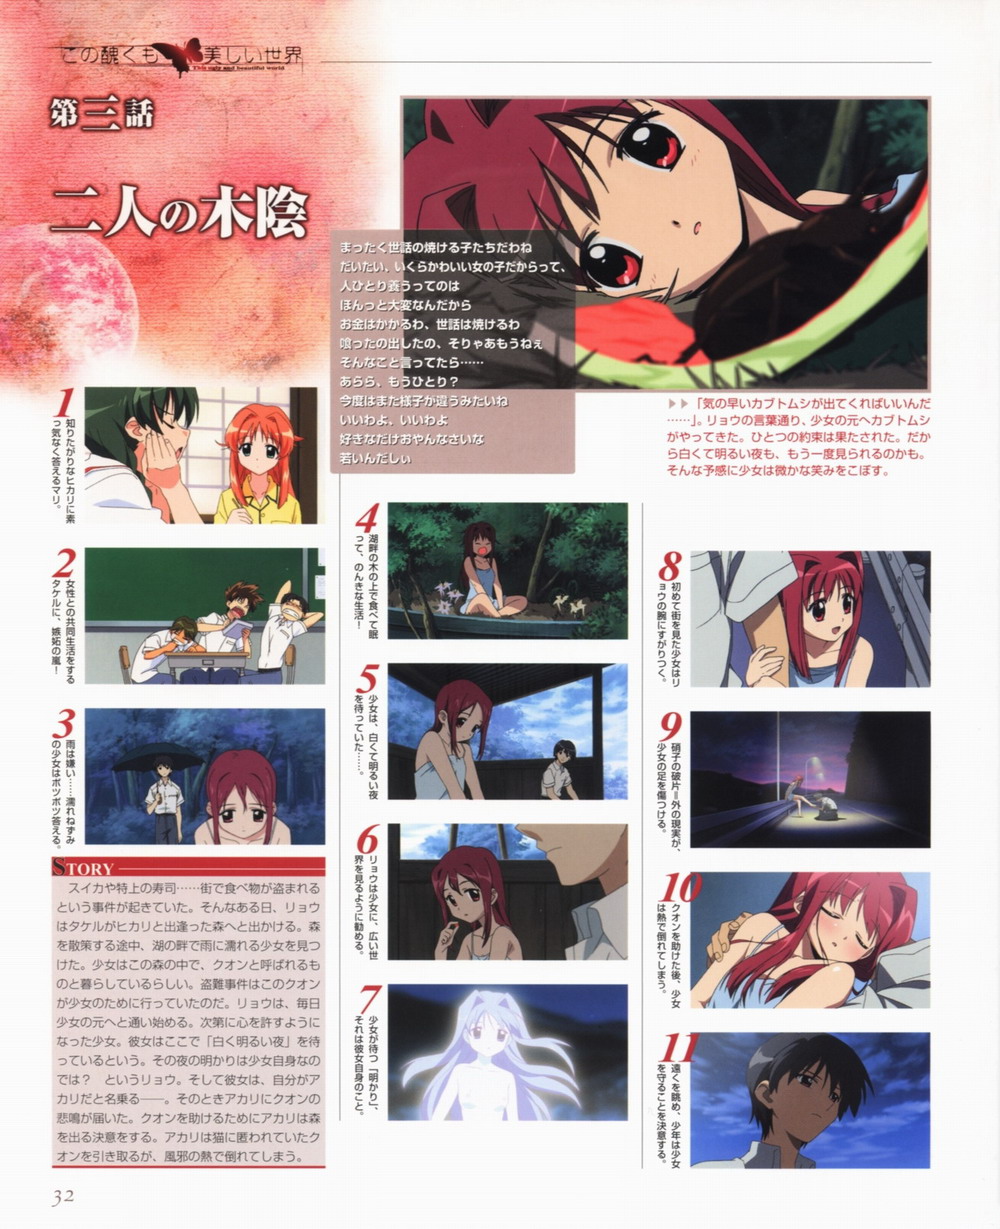 この醜くも美しい世界
This ugly and beautiful world
第三話
二人の木陰
まったく世話の焼ける子たちだわね
だいたい、いくらかわいい女の子だからって、
人ひとり養うってのは
ほんっと大変なんだから
お金はかかるわ、世話は焼けるわ
喰ったの出したの、そりゃあもうねぇ
そんなこと言ってたら……
あらら、もうひとり?
今度はまた様子が違うみたいね
いいわよ、いいわよ
好きなだけおやんなさいな
若いんだしぃ
▶▶「気の早いカブトムシが出てくればいいんだ
……」。リョウの言葉通り、少女の元へカブトムシ
がやってきた。ひとつの約束は果たされた。だか
ら白くて明るい夜も、もう一度見られるのかも。
そんな予感に少女は微かな笑みをこぼす。
1
知りたがりなヒカリに素
っ気なく答えるマリ。
2
女性との共同生活をする
タケルに、嫉妬の嵐!
3
雨は嫌い……濡れねずみ
の少女はポツポツ答える。
STORY
スイカや特上の寿司……街で食べ物が盗まれる
という事件が起きていた。そんなある日、リョウ
はタケルがヒカリと出逢った森へと出かける。森
を散策する途中、湖の畔で雨に濡れる少女を見つ
けた。少女はこの森の中で、クオンと呼ばれるも
のと暮らしているらしい。盗難事件はこのクオン
が少女のために行っていたのだ。リョウは、毎日
少女の元へと通い始める。次第に心を許すように
なった少女。彼女はここで「白く明るい夜」を待
っているという。その夜の明かりは少女自身なの
では? というリョウ。そして彼女は、自分がア
カリだと名乗る──。そのときアカリにクオンの
悲鳴が届いた。クオンを助けるためにアカリは森
を出る決意をする。アカリは猫に匿われていたク
オンを引き取るが、風邪の熱で倒れてしまう。
4
湖畔の木の上で食べて眠
って、のんきな生活!
5
少女は、白くて明るい夜
を待っていた……。
6
リョウは少女に、広い世
界を見るように勧める。
7
少女が待つ「明かり」、
それは彼女自身のこと。
8
初めて街を見た少女はリ
ョウの腕にすがりつく。
9
硝子の破片=外の現実が、
少女の足を傷つける。
10
クオンを助けた後、少女
は熱で倒れてしまう。
11
遠くを眺め、少年は少女
を守ることを決意する。
32